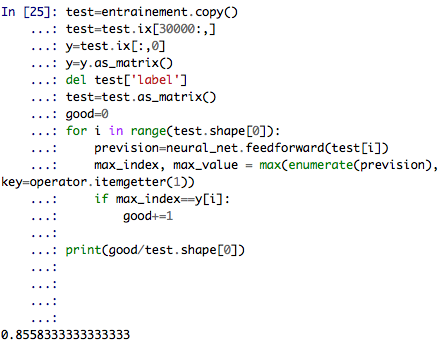 In [25]: test=entrainement.copy()
    ...: test=test.ix[30000:,]
    ...: y=test.ix[:,0]
    ...: y=y.as_matrix()
    ...: del test['label']
    ...: test=test.as_matrix()
    ...: good=0
    ...: for i in range(test.shape[0]):
    ...:     prevision=neural_net.feedforward(test[i])
    ...:     max_index, max_value = max(enumerate(prevision),
key=operator.itemgetter(1))
    ...:     if max_index==y[i]:
    ...:         good+=1
    ...:
    ...: print(good/test.shape[0])
    ...:
    ...:
    ...:
    ...:
0.8558333333333333